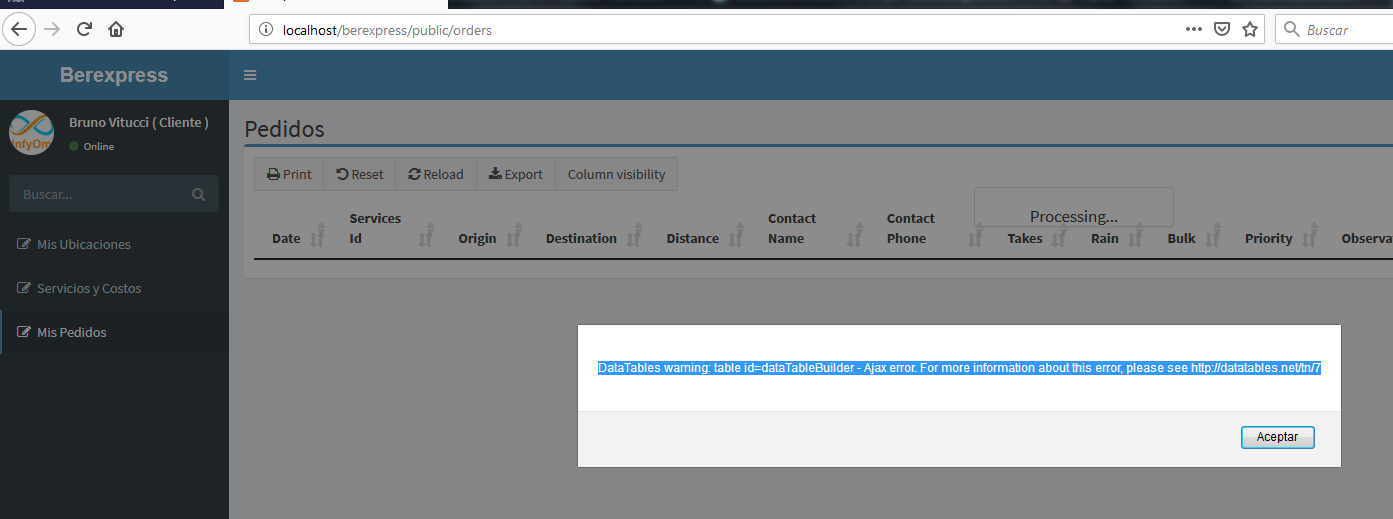 localhost/berexpress/public/orders
Buscar
Berexpress
Bruno Vitucci ( Cliente )
Online
InfyOm
Buscar...
Mis Ubicaciones
Servicios y Costos
Mis Pedidos
Pedidos
Print Reset Reload Export Column visibility
Processing...
Date Services Id Origin Destination Distance Contact Name Contact Phone Takes Rain Bulk Priority Observa
DataTables warning: table id=dataTableBuilder - Ajax error. For more information about this error, please see http://datatables.net/tn/7
Aceptar